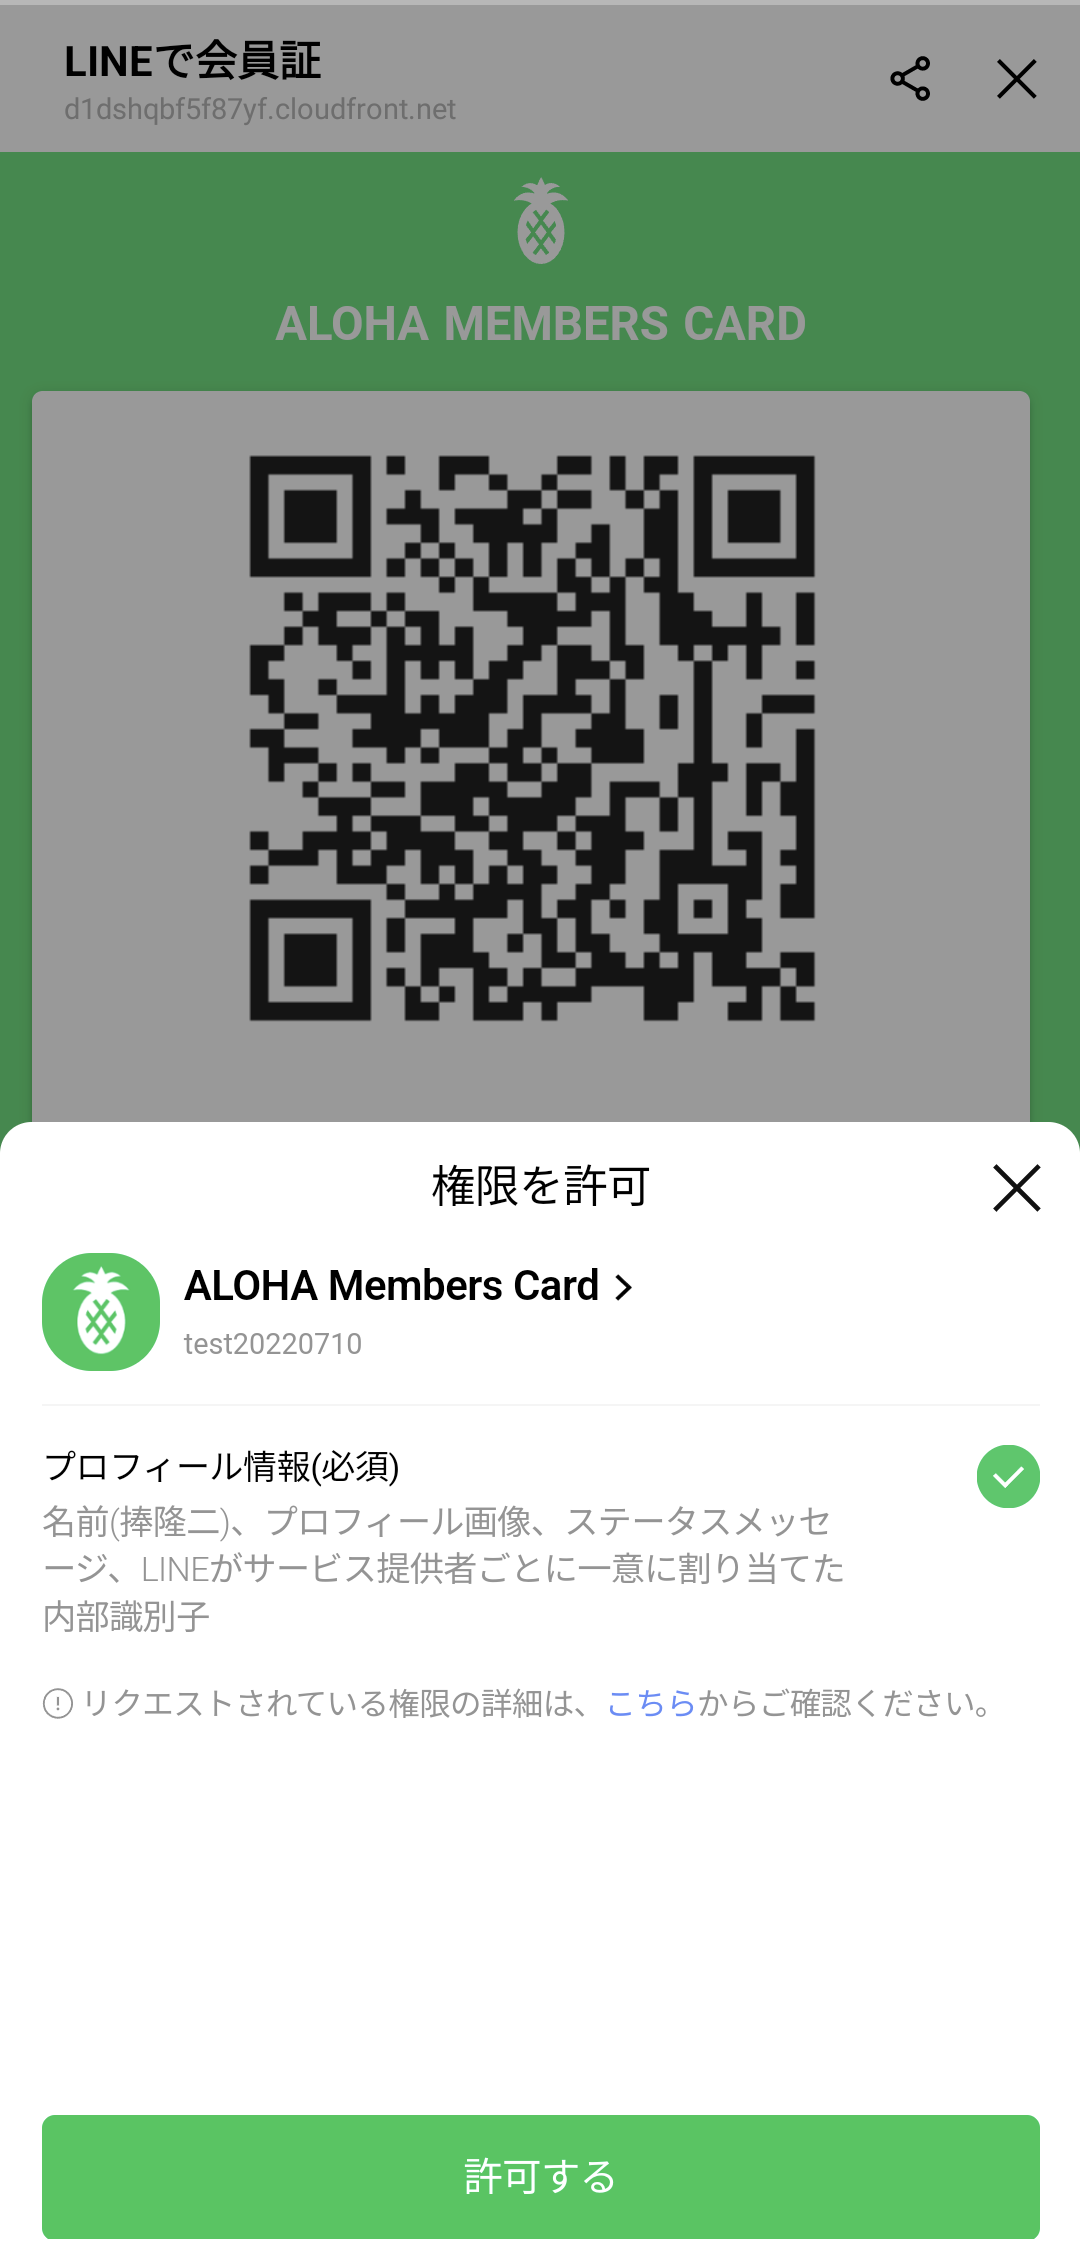 LINEで会員証
d1dshqbf5f87yf.cloudfront.net
ALOHA MEMBERS CARD
権限を許可
ALOHA Members Card
test20220710
プロフィール情報(必須)
名前(捧隆二)、プロフィール画像、ステータスメッセ
ージ、LINEがサービス提供者ごとに一意に割り当てた
内部識別子
リクエストされている権限の詳細は、こちらからご確認ください。
許可する